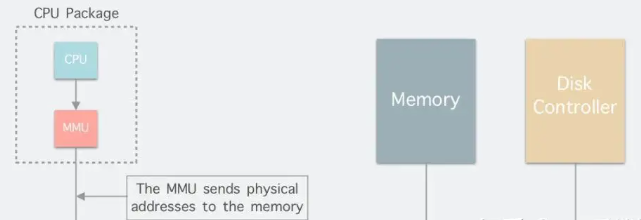 CPU Package
CPU
MMU
Memory
Disk
Controller
The MMU sends physical
addresses to the memory